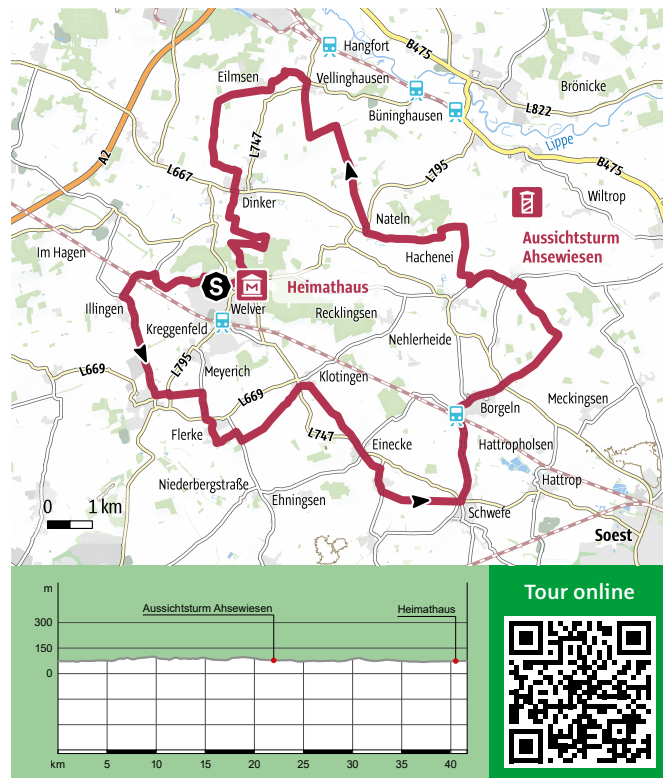 Hangfort
B475
Eilmsen
Vellinghausen
Brönicke
Büninghausen
L822
A2
L747
Lippe
L667
L795
B475
Dinker
Wiltrop
Nateln
Aussichtsturm
Ahsewiesen
Im Hagen
Hachenei
S
M
Heimathaus
Illingen
Welver
Recklingsen
Kreggenfeld
Nehlerheide
L795
L669
Meyerich
Klotingen
L669
Meckingsen
Borgeln
Flerke
L747
Einecke
Hattropholsen
Niederbergstraße
Hattrop
Ehningsen
0 1 km
Schwefe
Soest
m
Aussichtsturm Ahsewiesen
Heimathaus
300
150
0
km 5 10 15 20 25 30 35 40
Tour online